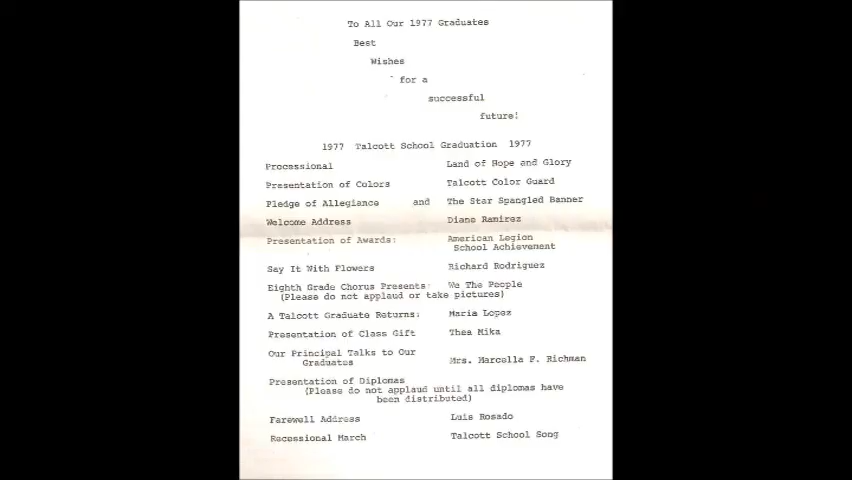 To All Our 1977 Graduates
Best
Wishes
for a
successful
future!
1977 Talcott School Graduation 1977
Processional Land of Hope and Glory
Presentation of Colors Talcott Color Guard
Pledge of Allegiance and The Star Spangled Banner
Welcome Address Diane Ramirez
Presentation of Awards: American Legion
School Achievement
Say It With Flowers Richard Rodriguez
Eighth Grade Chorus Presents: We The People
(Please do not applaud or take pictures)
A Talcott Graduate Returns: Maria Lopez
Presentation of Class Gift Thea Mika
Our Principal Talks to Our
Graduates Mrs. Marcella F. Richman
Presentation of Diplomas
(Please do not applaud until all diplomas have
been distributed)
Farewell Address Luis Rosado
Recessional March Talcott School Song